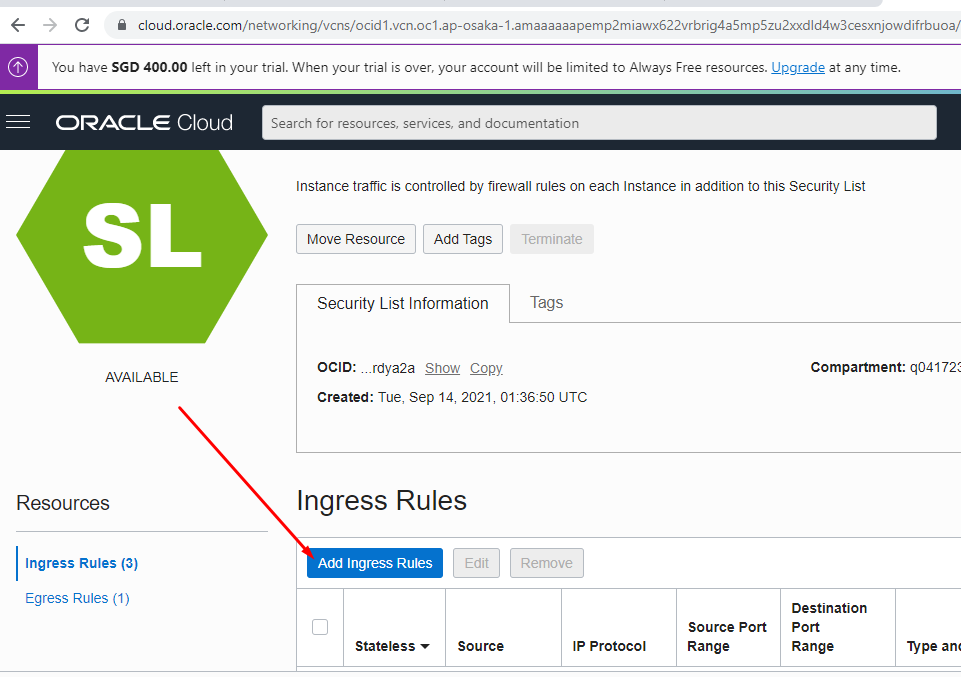 cloud.oracle.com/networking/vcns/ocid1.vcn.oc1.ap-osaka-1.amaaaaaapemp2miawx622vrbrig4a5mp5zu2xxdld4w3cesxnjowdifrbuoa/
You have SGD 400.00 left in your trial. When your trial is over, your account will be limited to Always Free resources. Upgrade at any time.
ORACLE Cloud
Search for resources, services, and documentation
SL
AVAILABLE
Instance traffic is controlled by firewall rules on each Instance in addition to this Security List
Move Resource Add Tags Terminate
Security List Information Tags
OCID: ...rdya2a Show Copy
Compartment: q041723
Created: Tue, Sep 14, 2021, 01:36:50 UTC
Resources
Ingress Rules (3)
Egress Rules (1)
Ingress Rules
Add Ingress Rules Edit Remove
Stateless
Source
IP Protocol
Source Port
Range
Destination
Port
Range
Type and